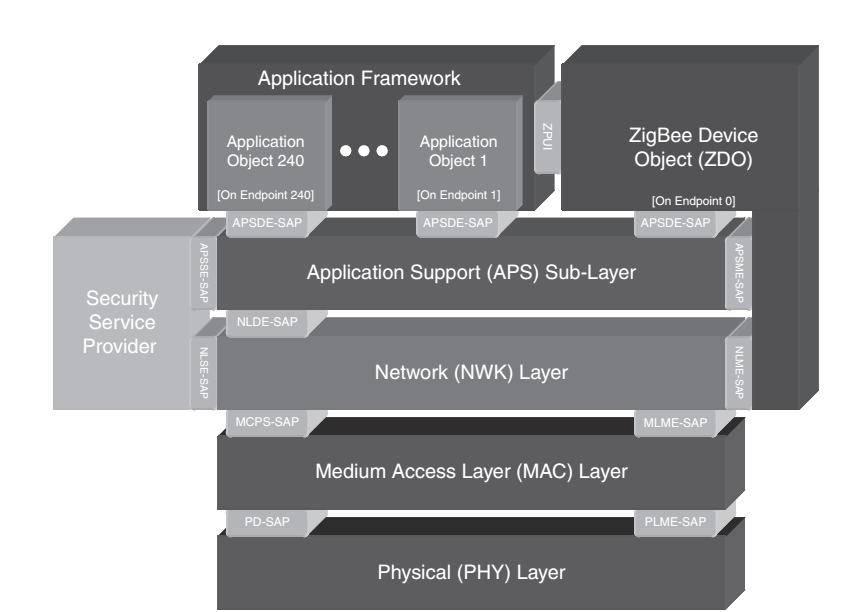 Application Framework
Application
Object 240
[On Endpoint 240]
Application
Object 1
[On Endpoint 1]
ZPUI
ZigBee Device
Object (ZDO)
[On Endpoint 0]
APSDE-SAP
APSDE-SAP
APSDE-SAP
Security
Service
Provider
APSSE-SAP
Application Support (APS) Sub-Layer
APSME-SAP
NLDE-SAP
NLSE-SAP
Network (NWK) Layer
NLME-SAP
MCPS-SAP
MLME-SAP
Medium Access Layer (MAC) Layer
PD-SAP
PLME-SAP
Physical (PHY) Layer